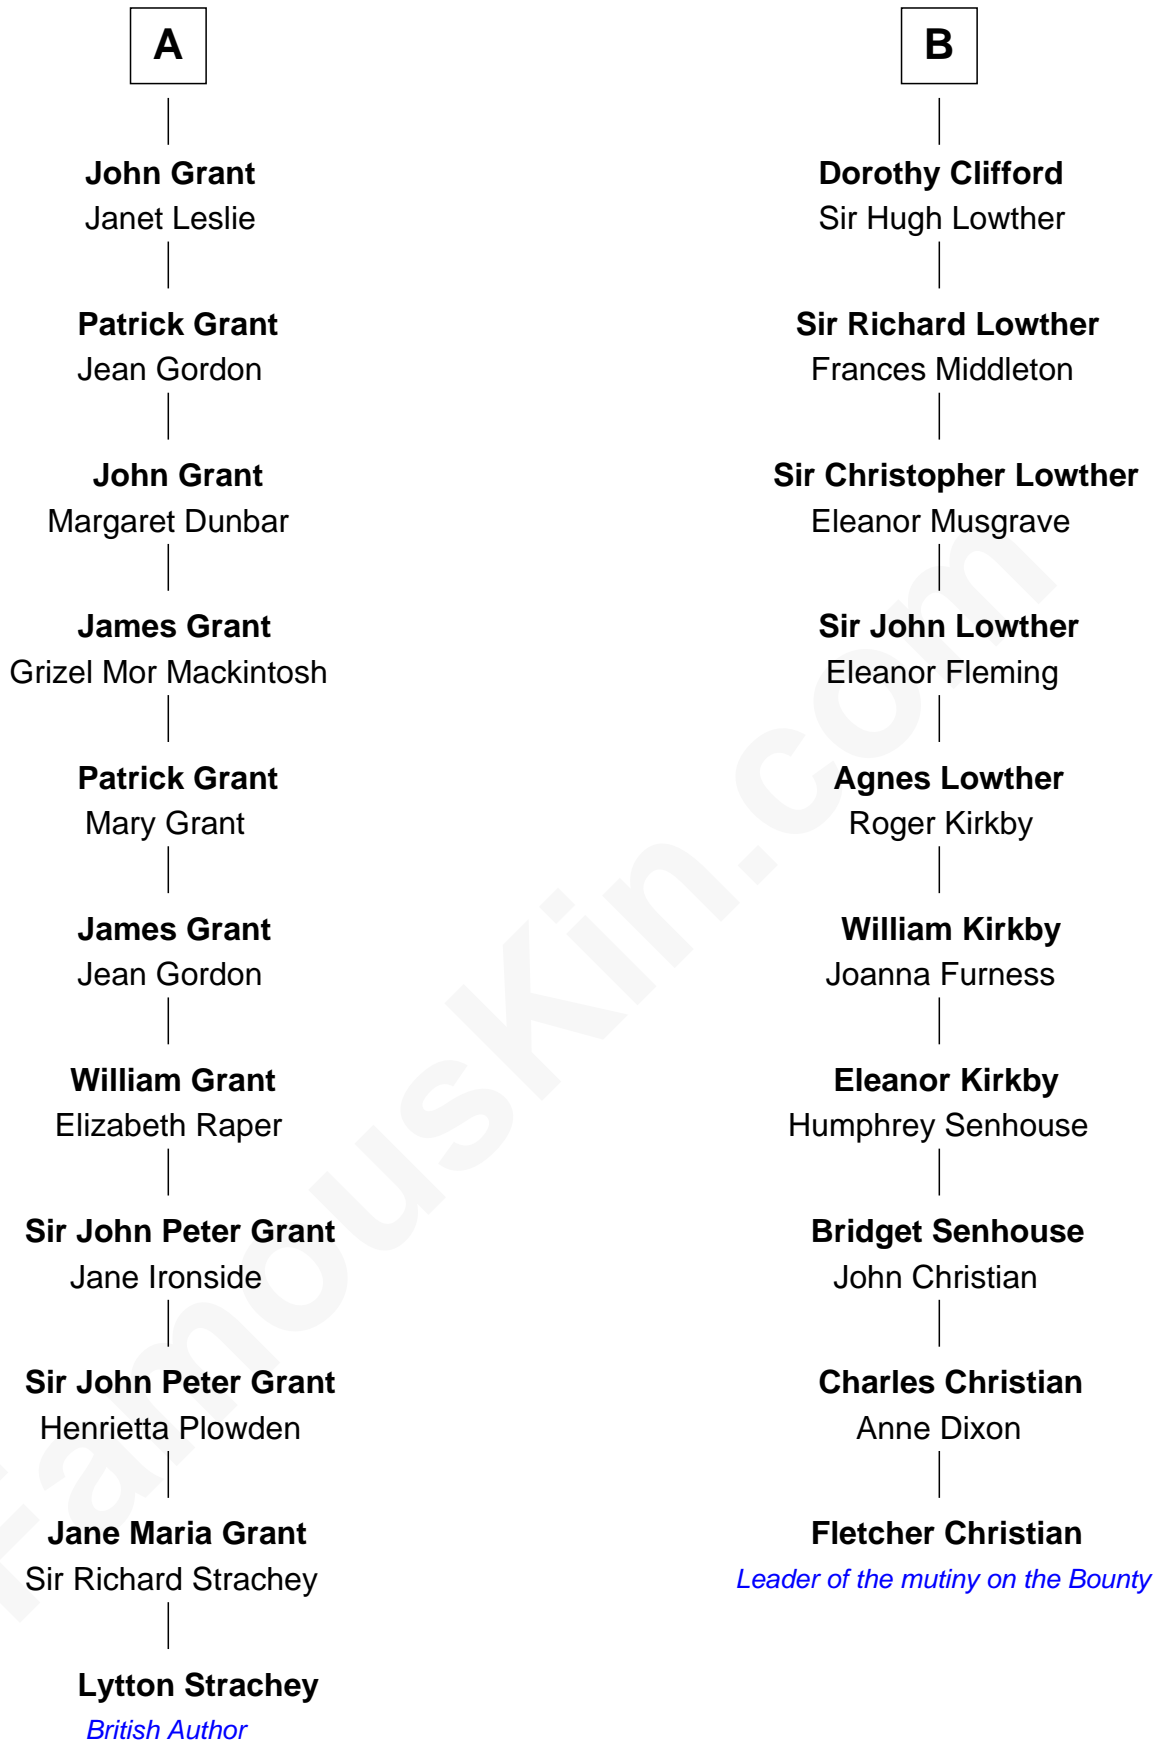 A
John Grant
Janet Leslie
Patrick Grant
Jean Gordon
John Grant
Margaret Dunbar
James Grant
Grizel Mor Mackintosh
Patrick Grant
Mary Grant
James Grant
Jean Gordon
William Grant
Elizabeth Raper
Sir John Peter Grant
Jane Ironside
Sir John Peter Grant
Henrietta Plowden
Jane Maria Grant
Sir Richard Strachey
Lytton Strachey
British Author
B
Dorothy Clifford
Sir Hugh Lowther
Sir Richard Lowther
Frances Middleton
Sir Christopher Lowther
Eleanor Musgrave
Sir John Lowther
Eleanor Fleming
Agnes Lowther
Roger Kirkby
William Kirkby
Joanna Furness
Eleanor Kirkby
Humphrey Senhouse
Bridget Senhouse
John Christian
Charles Christian
Anne Dixon
Fletcher Christian
Leader of the mutiny on the Bounty
FamousKin.com